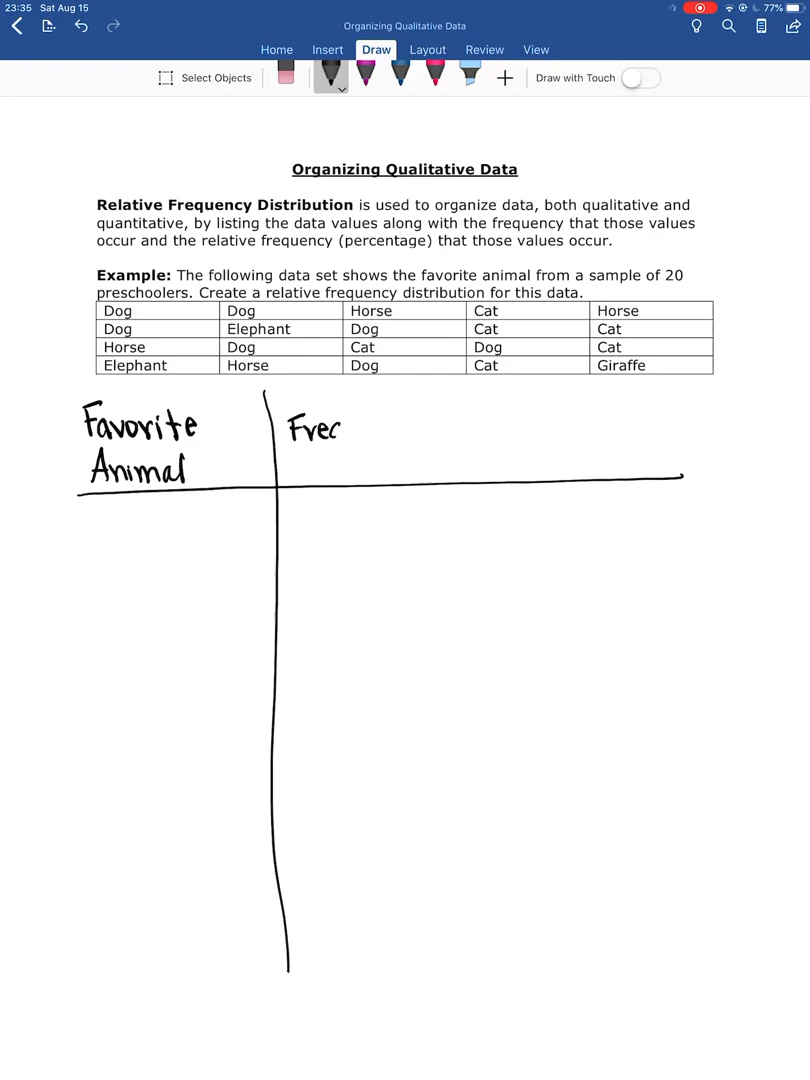 23:35 Sat Aug 15
77%
Organizing Qualitative Data
Home Insert Draw Layout Review View
Select Objects
Draw with Touch
Organizing Qualitative Data
Relative Frequency Distribution is used to organize data, both qualitative and
quantitative, by listing the data values along with the frequency that those values
occur and the relative frequency (percentage) that those values occur.
Example: The following data set shows the favorite animal from a sample of 20
preschoolers. Create a relative frequency distribution for this data.
Dog Dog Horse Cat Horse
Dog Elephant Dog Cat Cat
Horse Dog Cat Dog Cat
Elephant Horse Dog Cat Giraffe
Favorite Frec
Animal